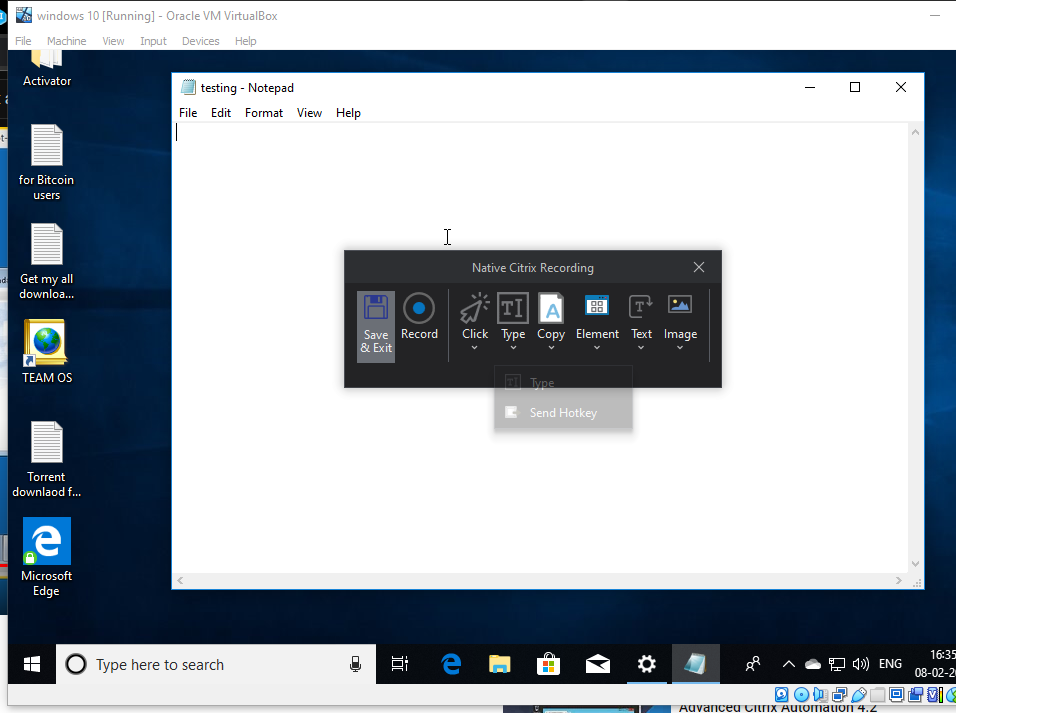 windows 10 [Running] - Oracle VM VirtualBox
File Machine View Input Devices Help
Activator
testing - Notepad
File Edit Format View Help
for Bitcoin
users
Get my all
downloa...
TEAM OS
Torrent
downlaod f...
Microsoft
Edge
Native Citrix Recording
Save
& Exit
Record
Click
Type
Copy
Element
Text
Image
Type
Send Hotkey
Type here to search
ENG
16:35
08-02-20
Advanced Citrix Automation 4.2